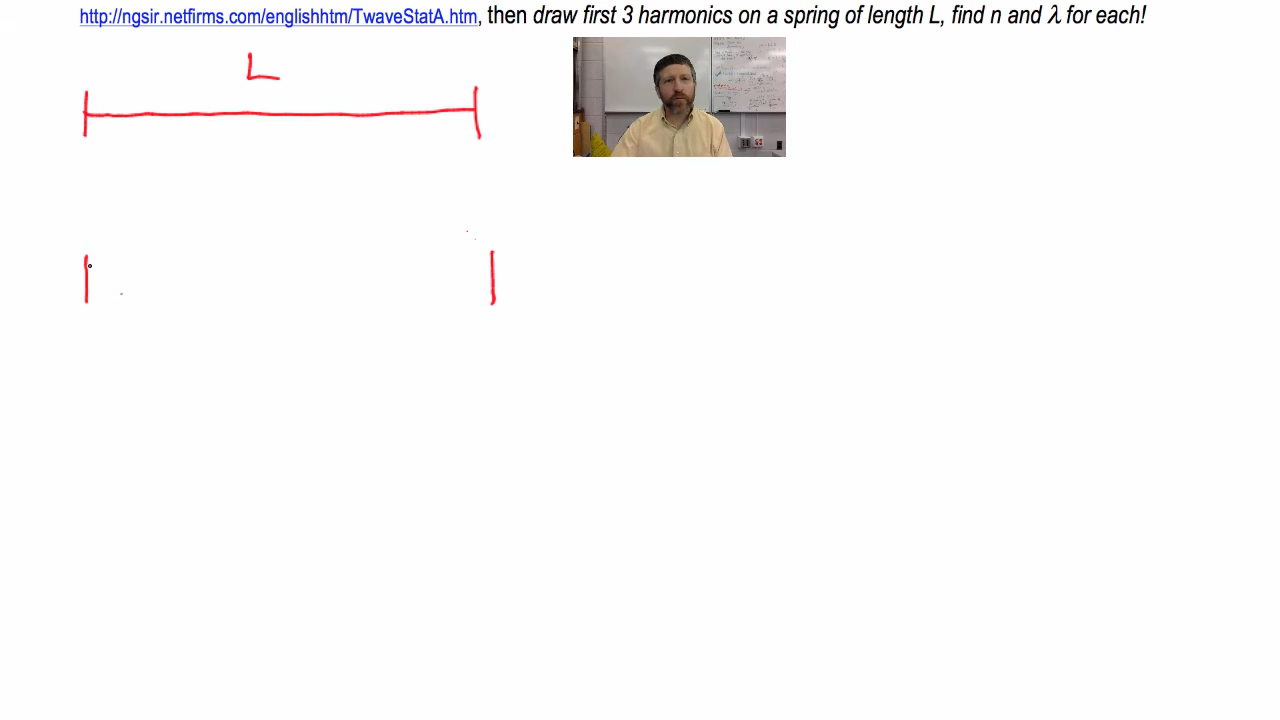 http://ngsir.netfirms.com/englishhtm/TwaveStatA.htm, then draw first 3 harmonics on a spring of length L, find n and λ for each!
L